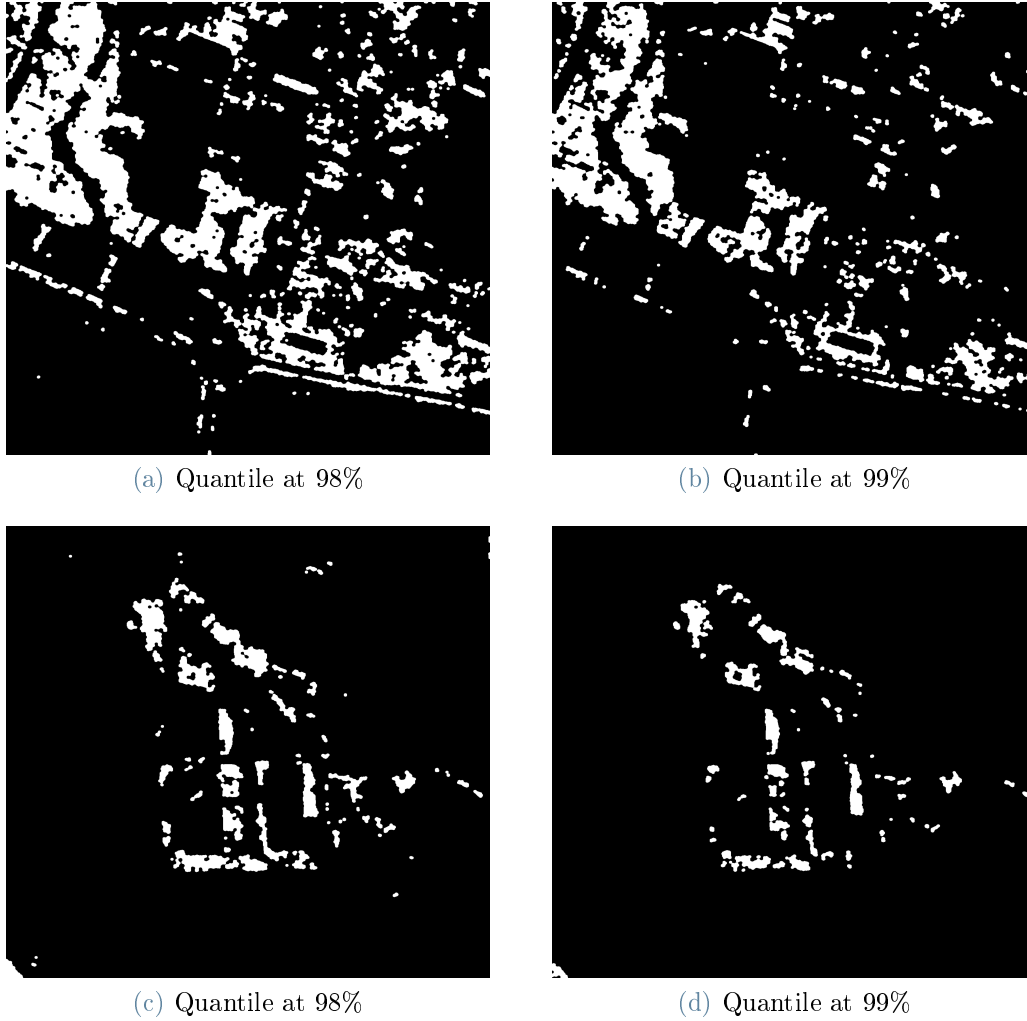 (a) Quantile at 98%
(b) Quantile at 99%
(c) Quantile at 98%
(d) Quantile at 99%